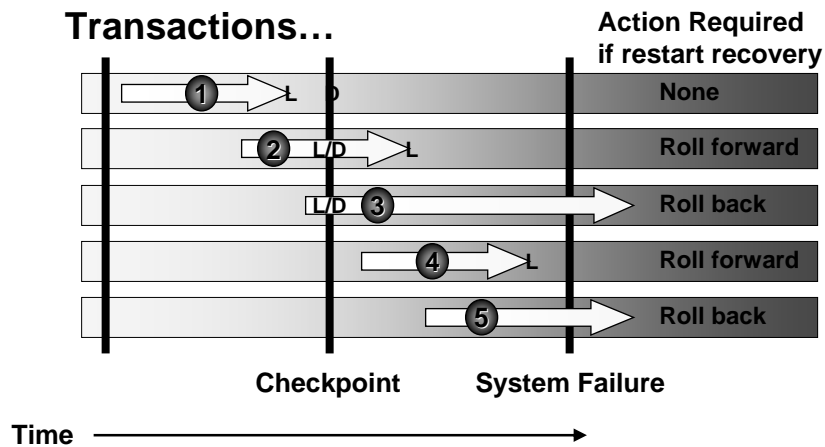 Transactions…
Action Required
if restart recovery
1 L D None
2 L/D L Roll forward
L/D 3 Roll back
4 L Roll forward
5 Roll back
Checkpoint System Failure
Time